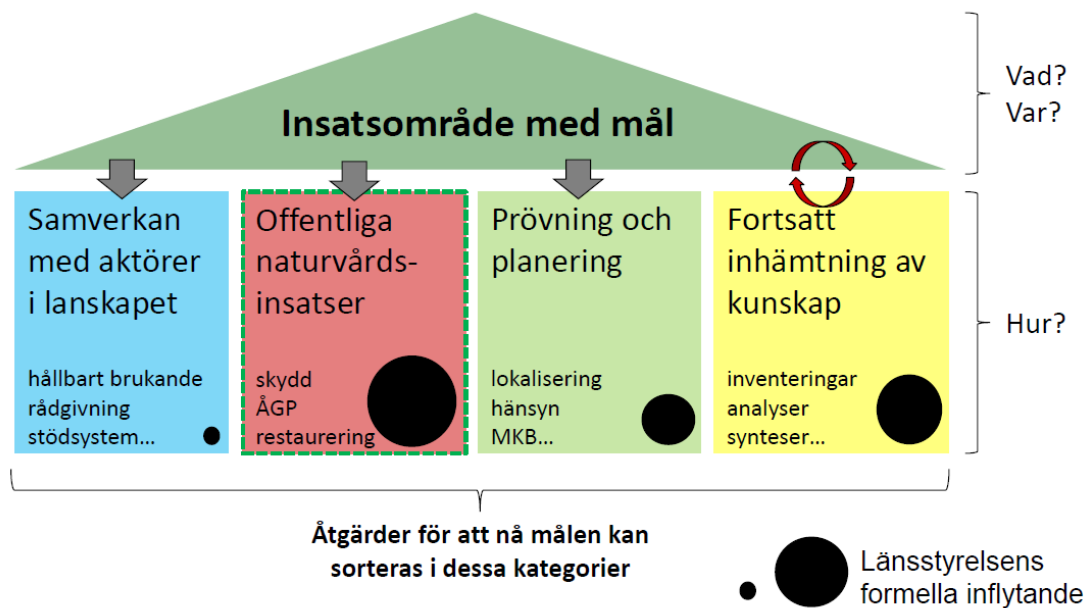 Insatsområde med mål
Vad?
Var?
Samverkan
med aktörer
i lanskapet
hållbart brukande
rådgivning
stödsystem...
Offentliga
naturvårds-
insatser
skydd
ÅGP
restaurering
Prövning och
planering
lokalisering
hänsyn
MKB...
Fortsatt
inhämtning av
kunskap
inventeringar
analyser
synteser...
Hur?
Åtgärder för att nå målen kan
sorteras i dessa kategorier
Länsstyrelsens
formella inflytande